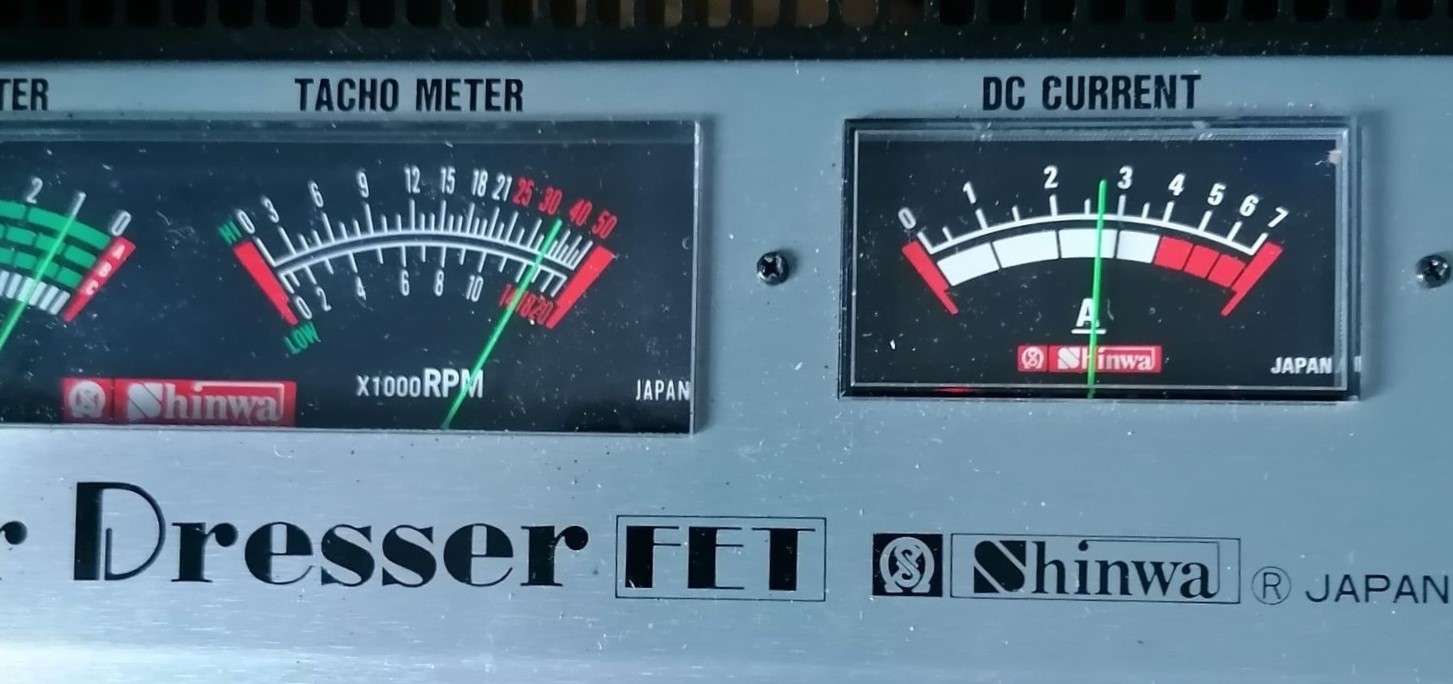 TER
TACHO METER
DC CURRENT
2 1 0
A
B
C
HI 0 3 6 9 12 15 18 21 25 30 40 50
0 2 4 6 8 10 14 18 20
LOW
X1000RPM
Shinwa
JAPAN
0 1 2 3 4 5 6 7
A
Shinwa
JAPAN
r Dresser FET Shinwa ® JAPAN